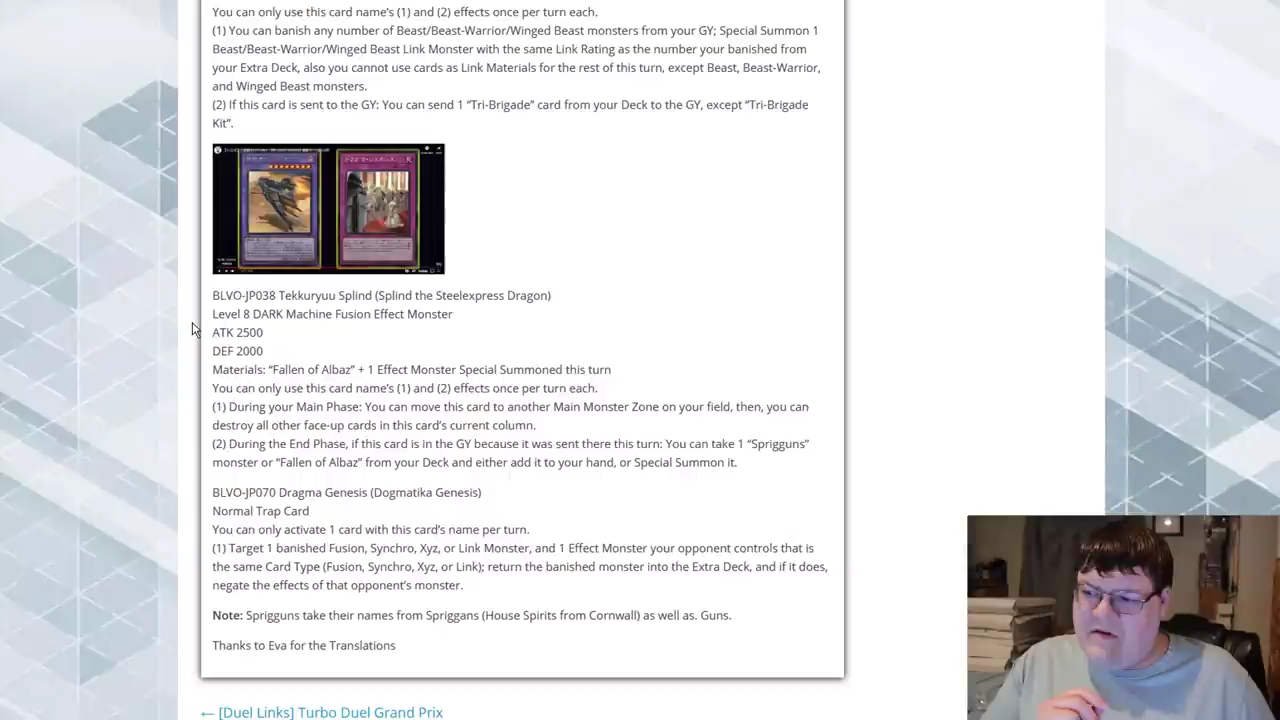 You can only use this card name's (1) and (2) effects once per turn each.
(1) You can banish any number of Beast/Beast-Warrior/Winged Beast monsters from your GY; Special Summon 1
Beast/Beast-Warrior/Winged Beast Link Monster with the same Link Rating as the number your banished from
your Extra Deck, also you cannot use cards as Link Materials for the rest of this turn, except Beast, Beast-Warrior,
and Winged Beast monsters.
(2) If this card is sent to the GY: You can send 1 “Tri-Brigade” card from your Deck to the GY, except “Tri-Brigade
Kit”.
BLVO-JP038 Tekkuryuu Splind (Splind the Steelexpress Dragon)
Level 8 DARK Machine Fusion Effect Monster
ATK 2500
DEF 2000
Materials: “Fallen of Albaz” + 1 Effect Monster Special Summoned this turn
You can only use this card name's (1) and (2) effects once per turn each.
(1) During your Main Phase: You can move this card to another Main Monster Zone on your field, then, you can
destroy all other face-up cards in this card's current column.
(2) During the End Phase, if this card is in the GY because it was sent there this turn: You can take 1 “Sprigguns”
monster or “Fallen of Albaz” from your Deck and either add it to your hand, or Special Summon it.
BLVO-JP070 Dragma Genesis (Dogmatika Genesis)
Normal Trap Card
You can only activate 1 card with this card's name per turn.
(1) Target 1 banished Fusion, Synchro, Xyz, or Link Monster, and 1 Effect Monster your opponent controls that is
the same Card Type (Fusion, Synchro, Xyz, or Link); return the banished monster into the Extra Deck, and if it does,
negate the effects of that opponent's monster.
Note: Sprigguns take their names from Spriggans (House Spirits from Cornwall) as well as. Guns.
Thanks to Eva for the Translations
← [Duel Links] Turbo Duel Grand Prix